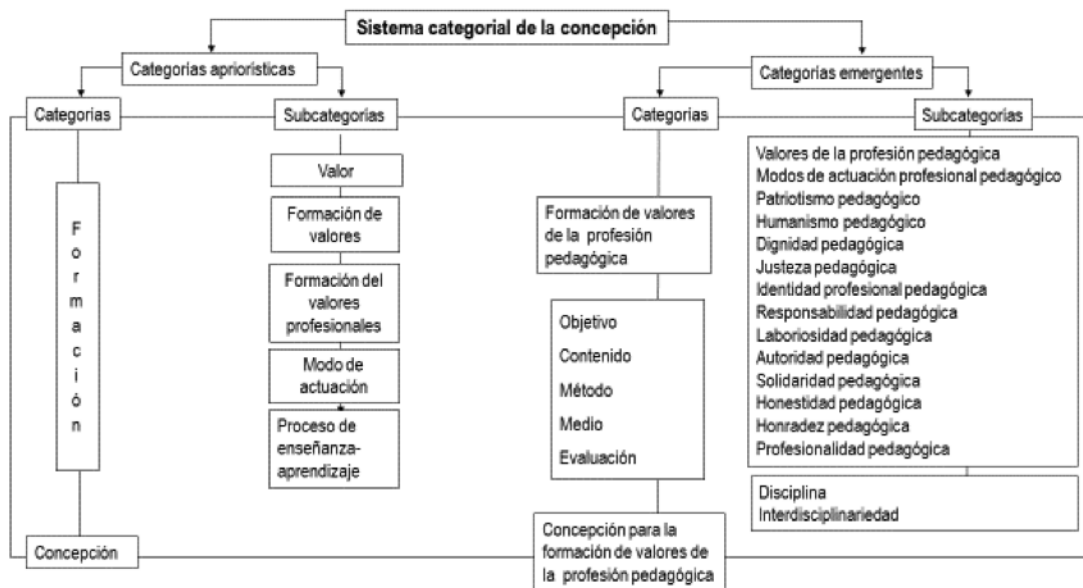 Sistema categorial de la concepción
Categorías apriorísticas
Categorías emergentes
Categorías
Subcategorías
Categorías
Subcategorías
Formación
Concepción
Valor
Formación de
valores
Formación del
valores
profesionales
Modo de
actuación
Proceso de
enseñanza-
aprendizaje
Formación de valores
de la profesión
pedagógica
Objetivo
Contenido
Método
Medio
Evaluación
Concepción para la
formación de valores de
la profesión pedagógica
Valores de la profesión pedagógica
Modos de actuación profesional pedagógico
Patriotismo pedagógico
Humanismo pedagógico
Dignidad pedagógica
Justeza pedagógica
Identidad profesional pedagógica
Responsabilidad pedagógica
Laboriosidad pedagógica
Autoridad pedagógica
Solidaridad pedagógica
Honestidad pedagógica
Honradez pedagógica
Profesionalidad pedagógica
Disciplina
Interdisciplinariedad